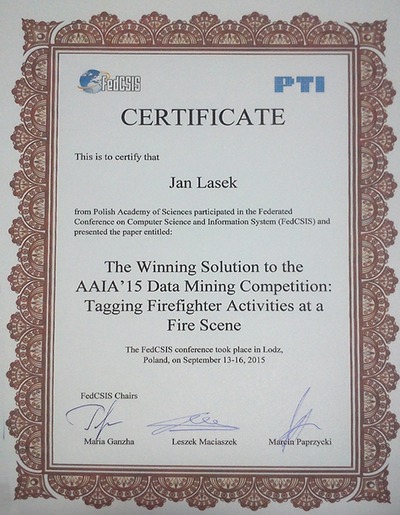 FedCSIS
PTI
CERTIFICATE
This is to certify that
Jan Lasek
from Polish Academy of Sciences participated in the Federated
Conference on Computer Science and Information System (FedCSIS) and
presented the paper entitled:
The Winning Solution to the
AAIA'15 Data Mining Competition:
Tagging Firefighter Activities at a
Fire Scene
The FedCSIS conference took place in Lodz,
Poland, on September 13-16, 2015
FedCSIS Chairs
Maria Ganzha
Leszek Maciaszek
Marcin Paprzycki